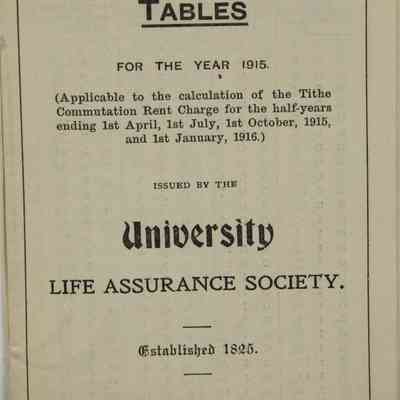 TABLES
FOR THE YEAR 1915.
(Applicable to the calculation of the Tithe
Commutation Rent Charge for the half-years
ending 1st April, 1st July, 1st October, 1915,
and 1st January, 1916.)
ISSUED BY THE
University
LIFE ASSURANCE SOCIETY.
Established 1825.